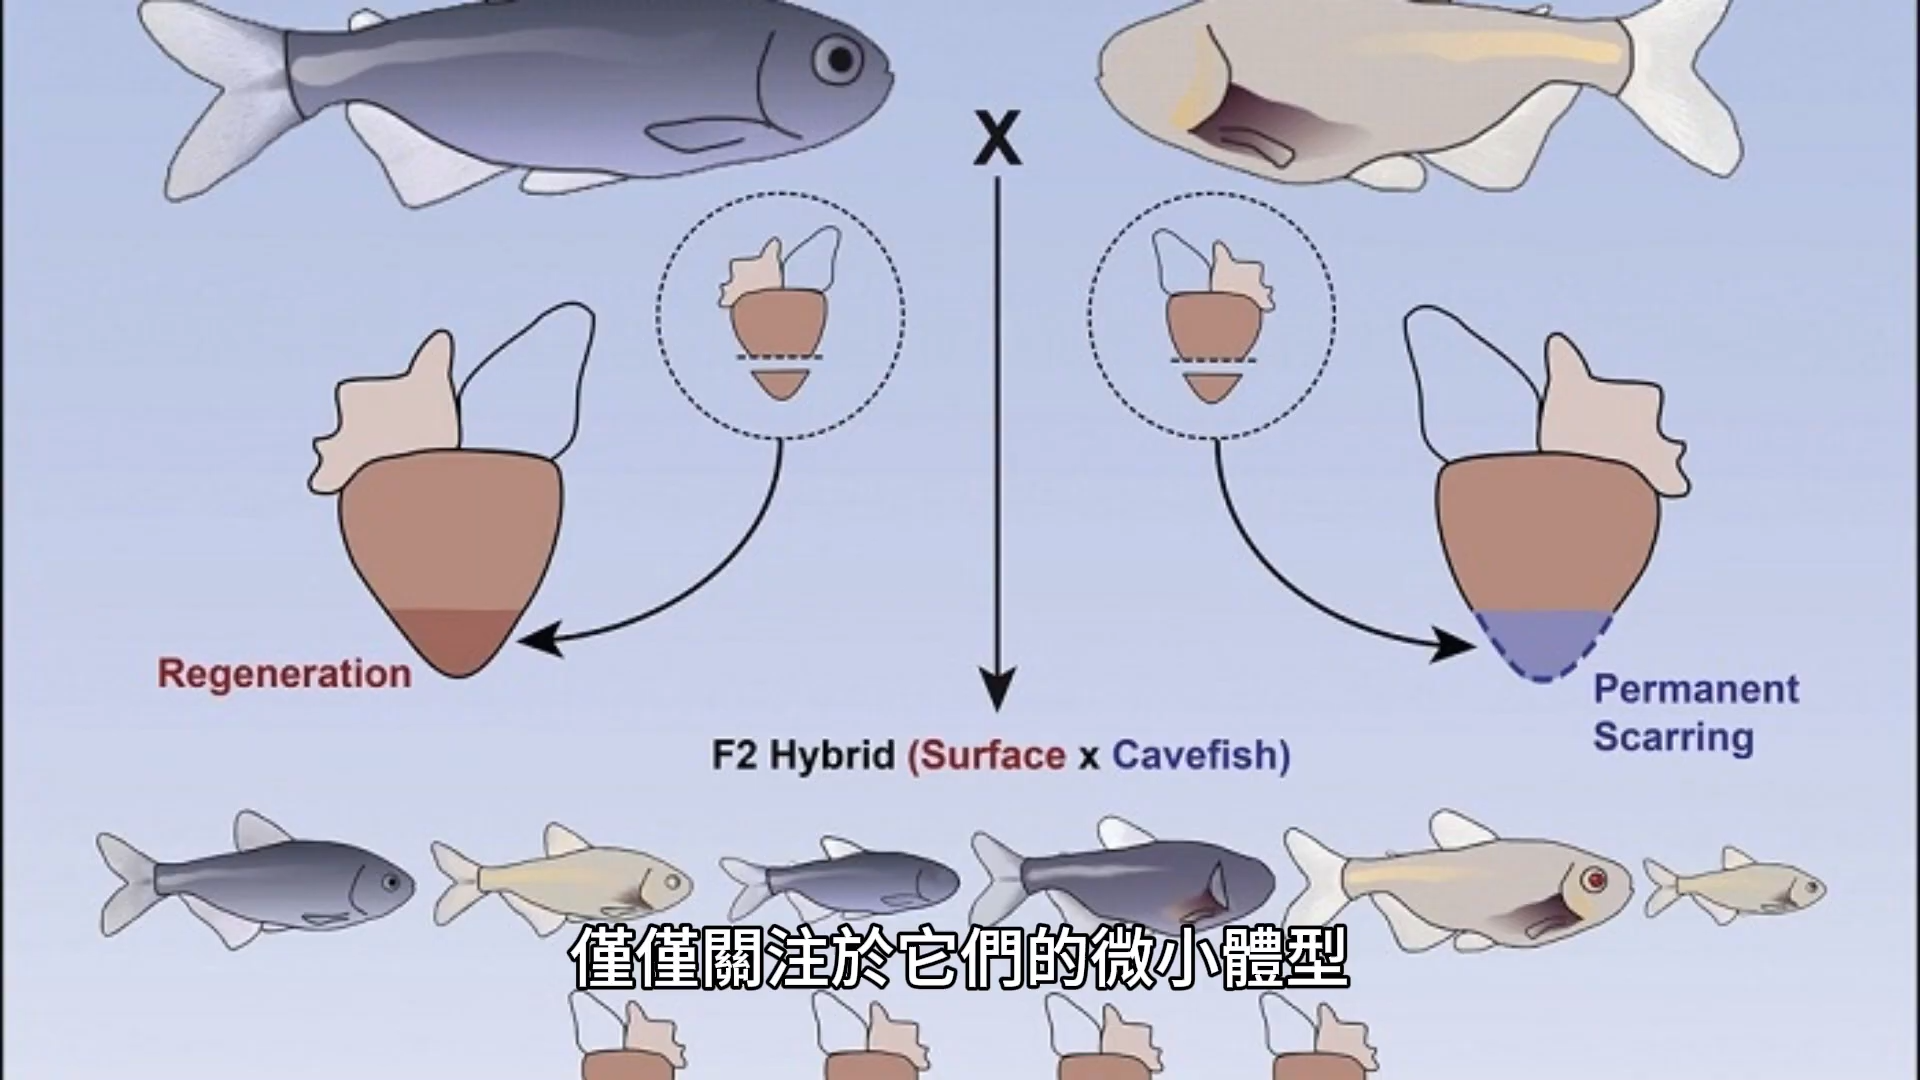 X
Regeneration
Permanent
Scarring
F2 Hybrid (Surface x Cavefish)
僅僅關注於它們的微小體型